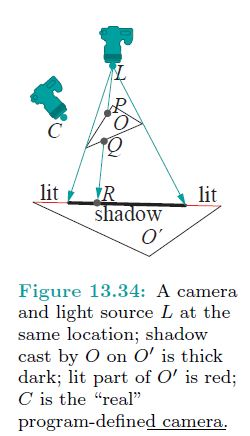 L
P
O
C
Q
lit
R
lit
shadow
O′
Figure 13.34: A camera
and light source L at the
same location; shadow
cast by O on O′ is thick
dark; lit part of O′ is red;
C is the “real”
program-defined camera.